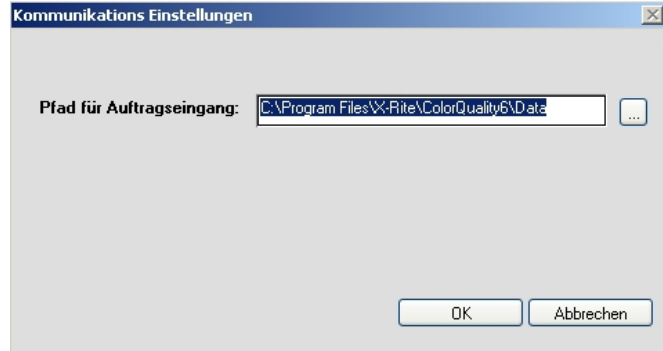 Kommunikations Einstellungen
Pfad für Auftragseingang: C:\Program Files\X-Rite\ColorQuality6\Data ...
OK Abbrechen